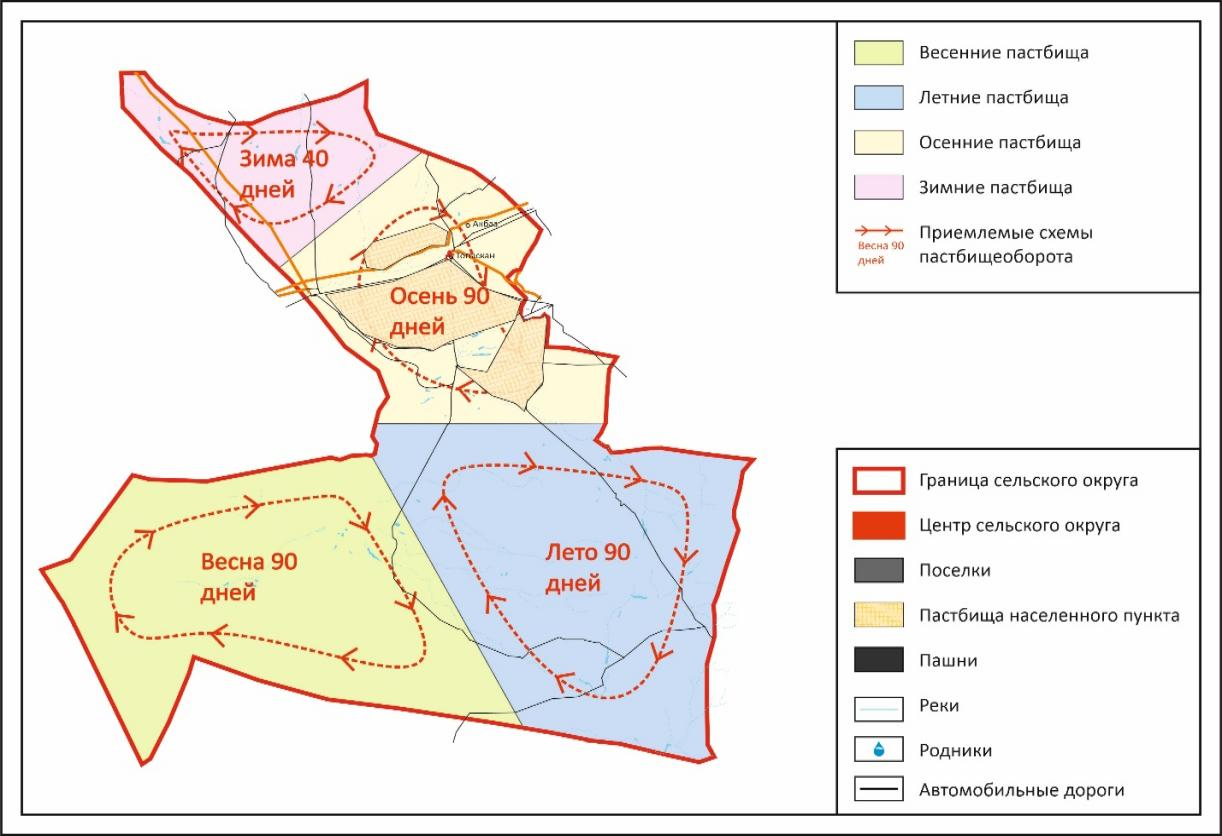 Зима 40
дней
Акбаз
Топаскан
Осень 90
дней
Весна 90
дней
Лето 90
дней
Весенние пастбища
Летние пастбища
Осенние пастбища
Зимние пастбища
Приемлемые схемы
пастбищеоборота
Весна 90
дней
Граница сельского округа
Центр сельского округа
Поселки
Пастбища населенного пункта
Пашни
Реки
Родники
Автомобильные дороги